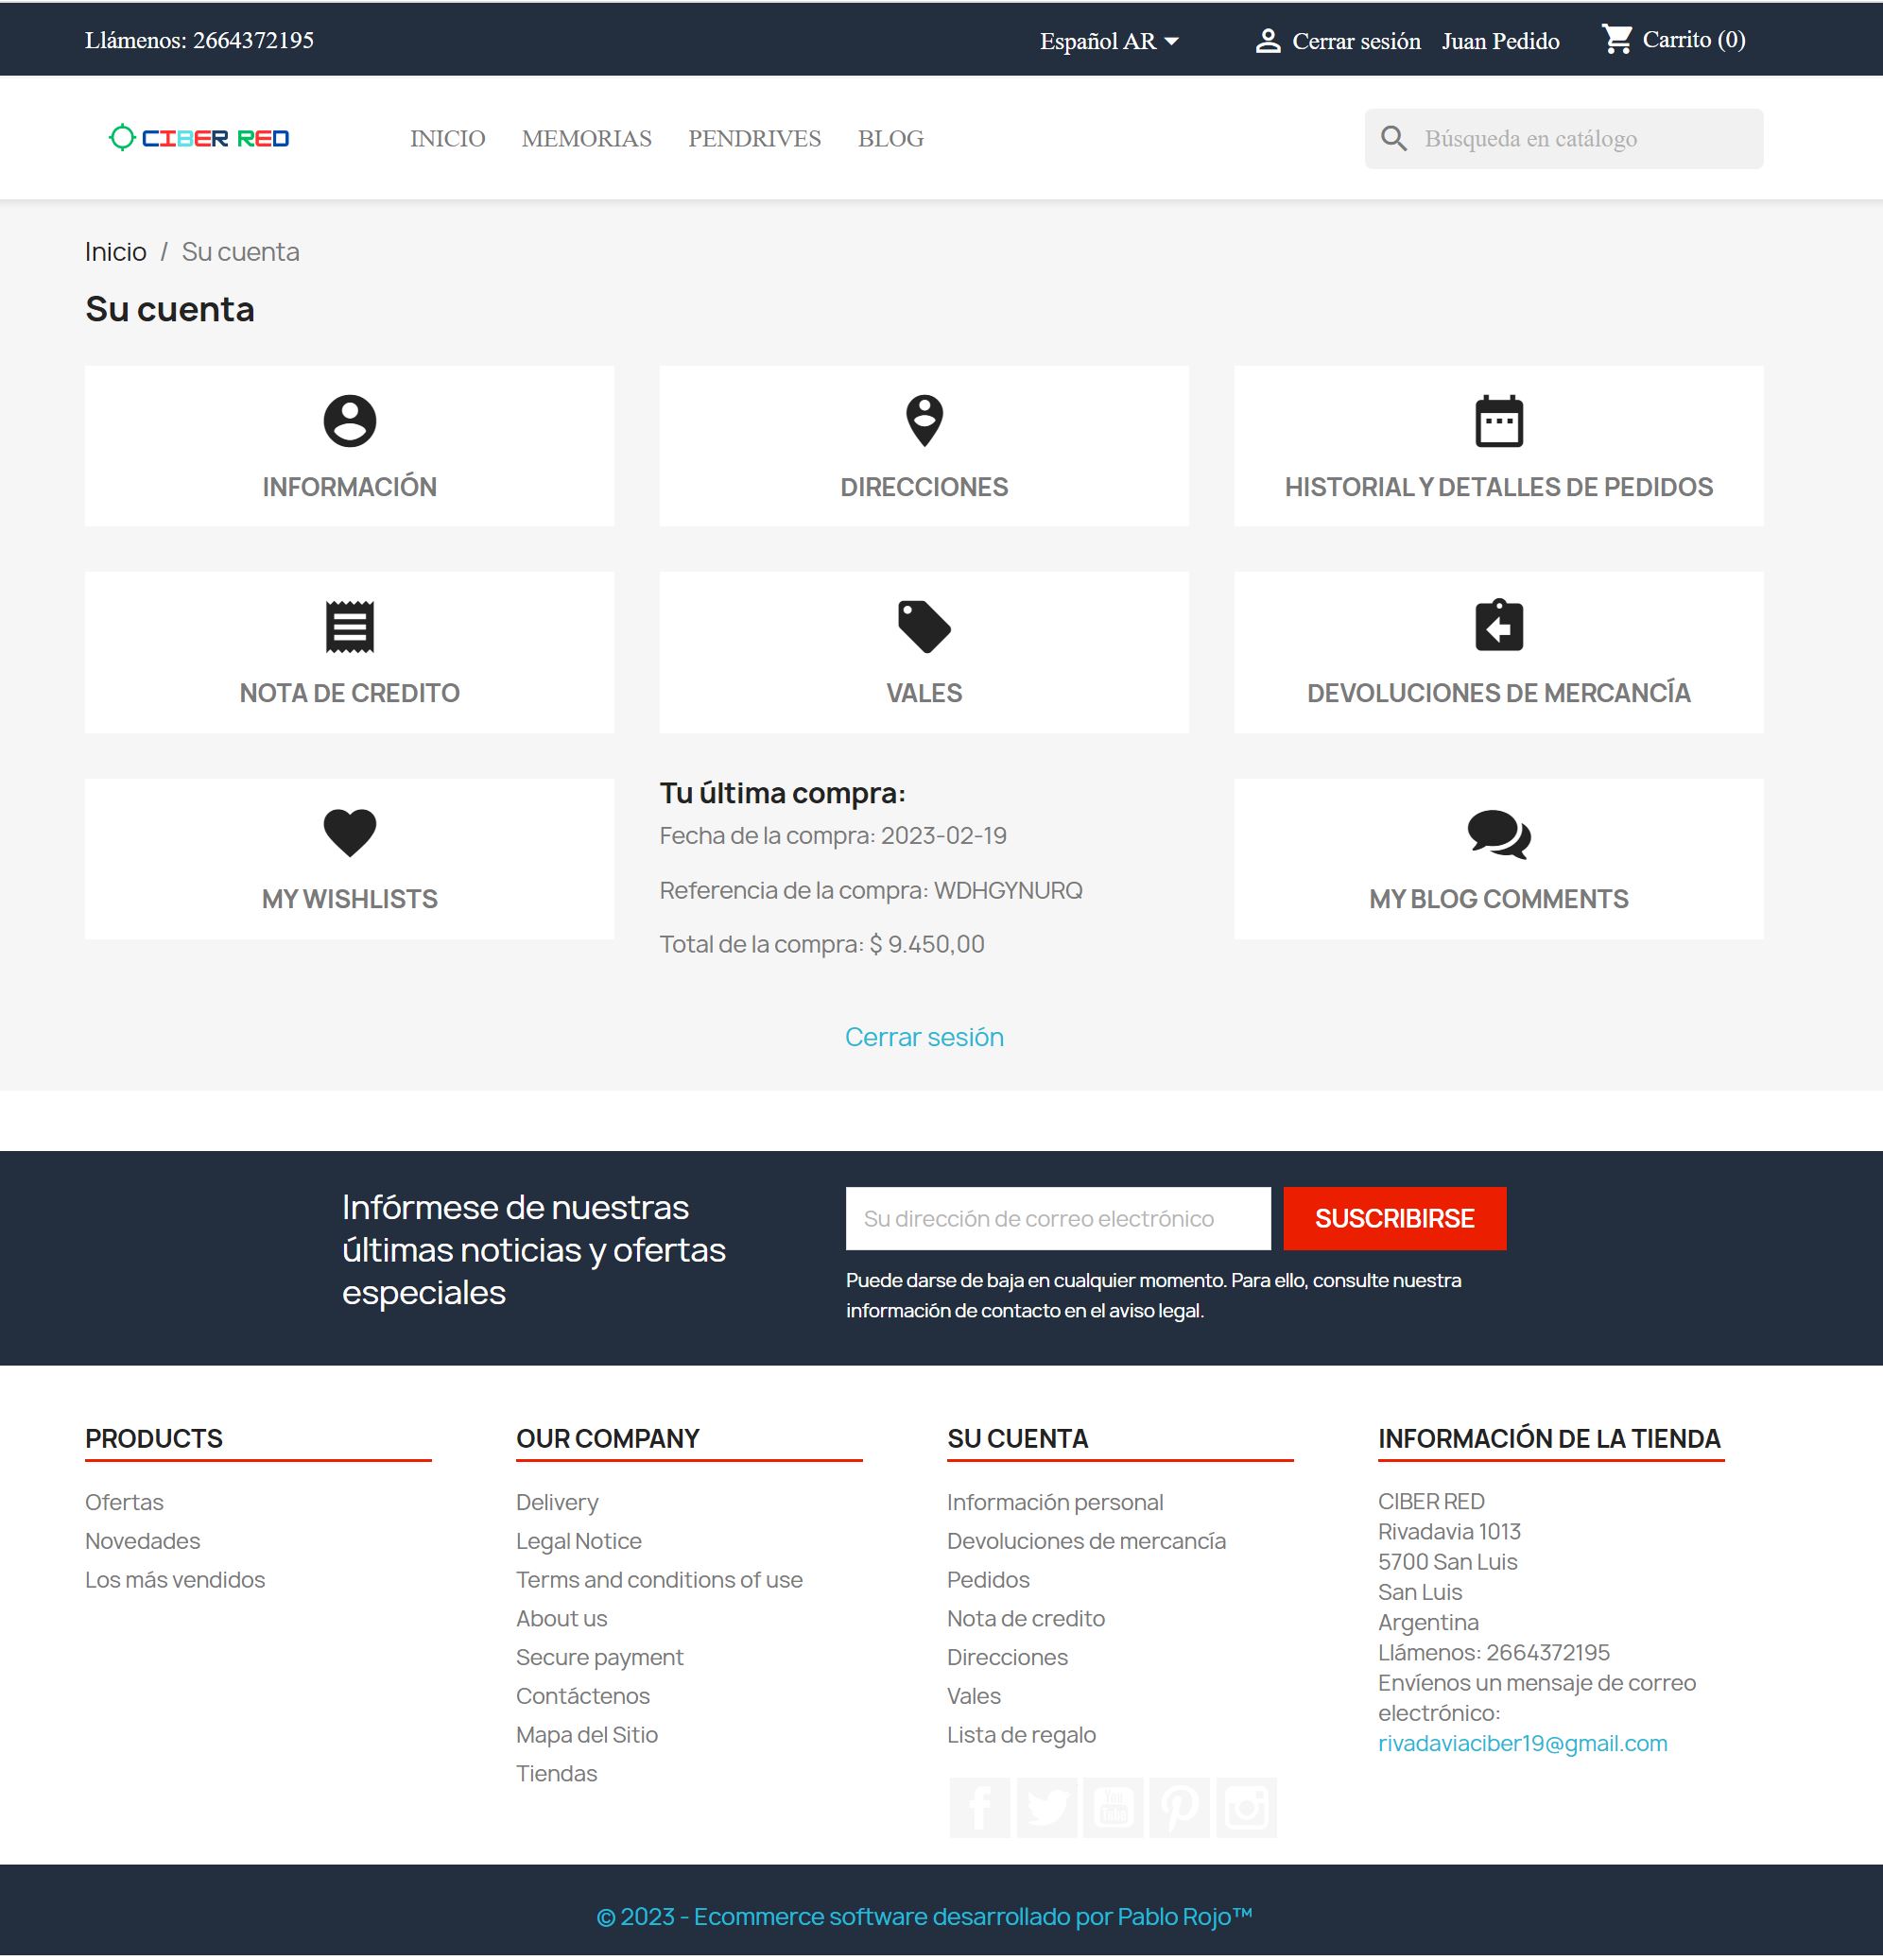 Llámenos: 2664372195
Español AR
Cerrar sesión
Juan Pedido
Carrito (0)
CIBER RED
INICIO
MEMORIAS
PENDRIVES
BLOG
Búsqueda en catálogo
Inicio / Su cuenta
Su cuenta
INFORMACIÓN
DIRECCIONES
HISTORIAL Y DETALLES DE PEDIDOS
NOTA DE CREDITO
VALES
DEVOLUCIONES DE MERCANCÍA
MY WISHLISTS
Tu última compra:
Fecha de la compra: 2023-02-19
Referencia de la compra: WDHGYNURQ
Total de la compra: $ 9.450,00
MY BLOG COMMENTS
Cerrar sesión
Infórmese de nuestras
últimas noticias y ofertas
especiales
Su dirección de correo electrónico
SUSCRIBIRSE
Puede darse de baja en cualquier momento. Para ello, consulte nuestra
información de contacto en el aviso legal.
PRODUCTS
Ofertas
Novedades
Los más vendidos
OUR COMPANY
Delivery
Legal Notice
Terms and conditions of use
About us
Secure payment
Contáctenos
Mapa del Sitio
Tiendas
SU CUENTA
Información personal
Devoluciones de mercancía
Pedidos
Nota de credito
Direcciones
Vales
Lista de regalo
You
Tube
INFORMACIÓN DE LA TIENDA
CIBER RED
Rivadavia 1013
5700 San Luis
San Luis
Argentina
Llámenos: 2664372195
Envíenos un mensaje de correo
electrónico:
rivadaviaciber19@gmail.com
© 2023 - Ecommerce software desarrollado por Pablo Rojo™